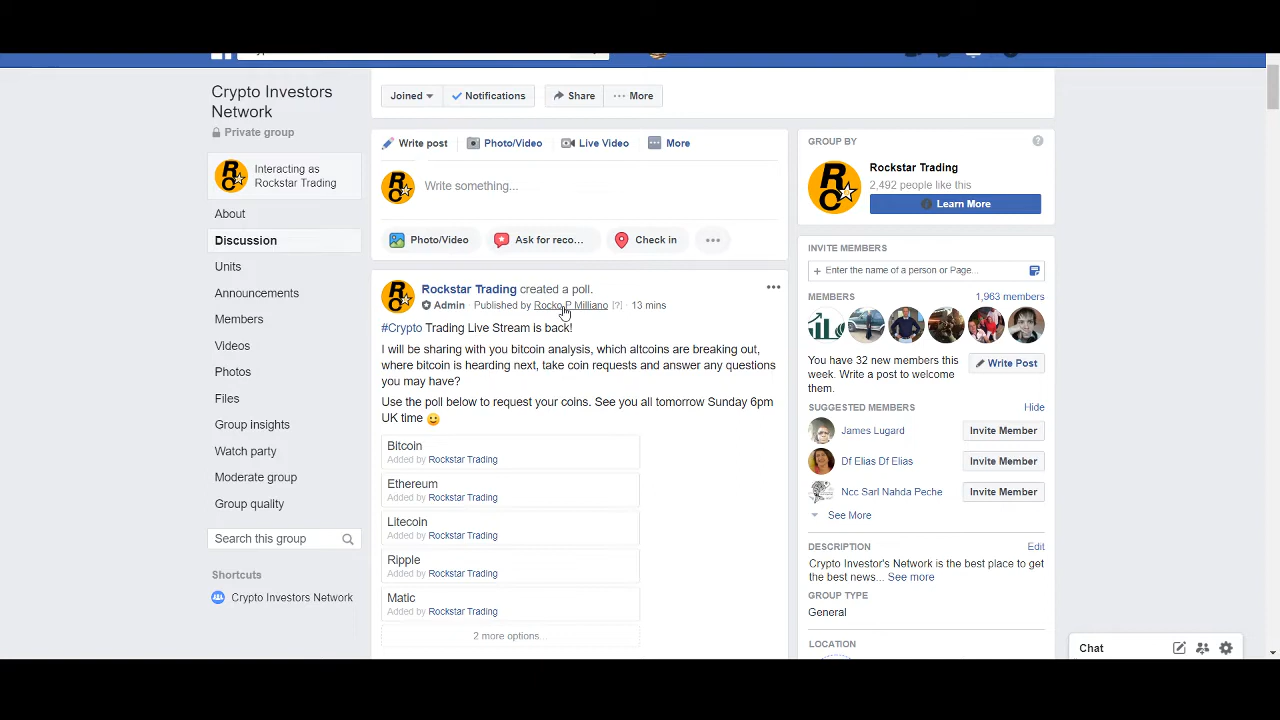 Crypto Investors
Network
Private group
Interacting as
Rockstar Trading
About
Discussion
Units
Announcements
Members
Videos
Photos
Files
Group insights
Watch party
Moderate group
Group quality
Search this group
Shortcuts
Crypto Investors Network
Joined
Notifications
Share
More
Write post
Photo/Video
Live Video
More
Write something...
Photo/Video
Ask for reco...
Check in
Rockstar Trading created a poll.
Admin · Published by Rocko P Milliano [?] · 13 mins
#Crypto Trading Live Stream is back!
I will be sharing with you bitcoin analysis, which altcoins are breaking out,
where bitcoin is hearding next, take coin requests and answer any questions
you may have?
Use the poll below to request your coins. See you all tomorrow Sunday 6pm
UK time
Bitcoin
Added by Rockstar Trading
Ethereum
Added by Rockstar Trading
Litecoin
Added by Rockstar Trading
Ripple
Added by Rockstar Trading
Matic
Added by Rockstar Trading
2 more options...
GROUP BY
Rockstar Trading
2,492 people like this
Learn More
INVITE MEMBERS
+ Enter the name of a person or Page...
MEMBERS 1,963 members
You have 32 new members this
week. Write a post to welcome
them.
Write Post
SUGGESTED MEMBERS Hide
James Lugard Invite Member
Df Elias Df Elias Invite Member
Ncc Sarl Nahda Peche Invite Member
See More
DESCRIPTION Edit
Crypto Investor's Network is the best place to get
the best news... See more
GROUP TYPE
General
LOCATION
Chat